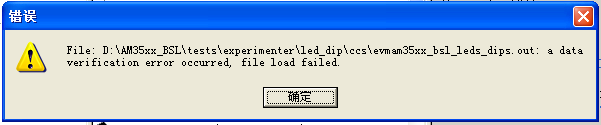 错误
File: D:\AM35xx_BSL\tests\experimenter\led_dip\ccs\evmam35xx_bsl_leds_dips.out: a data
verification error occurred, file load failed.
确定